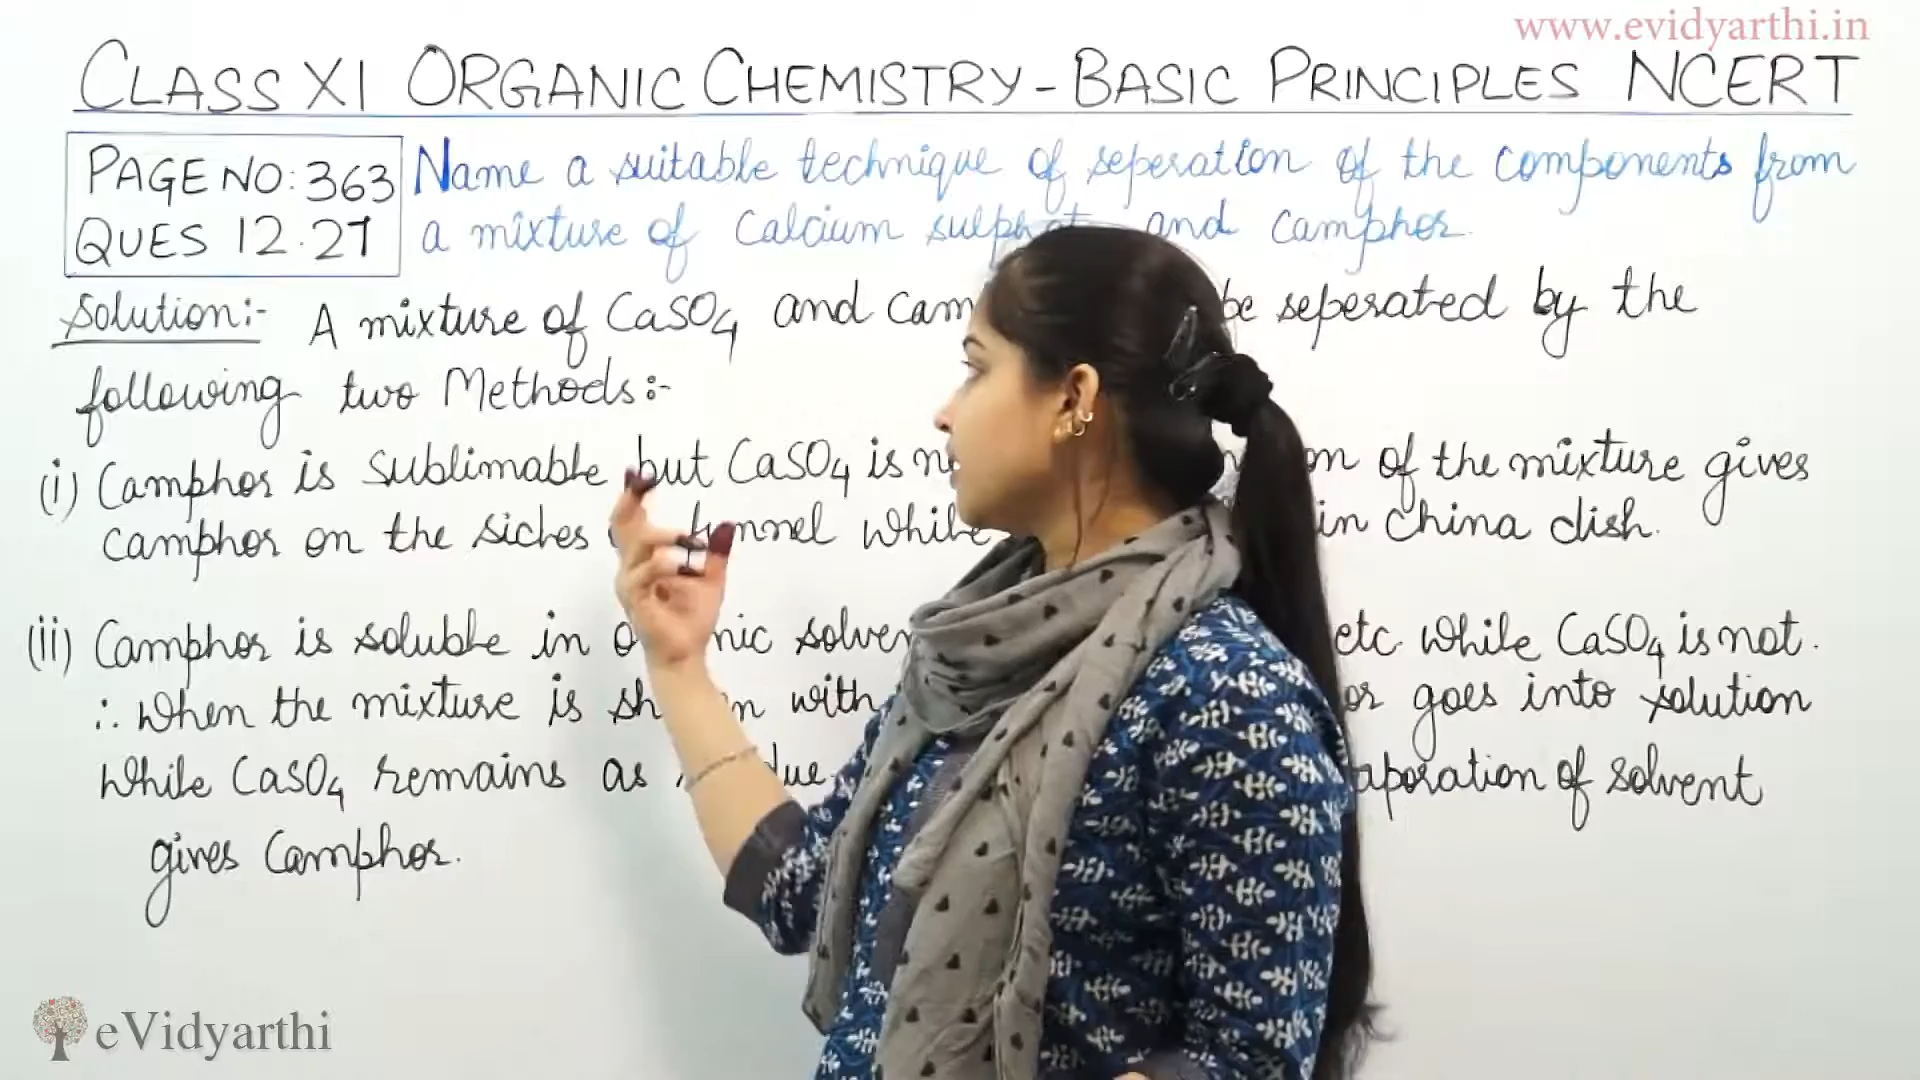 www.evidyarthi.in
CLASS XI ORGANIC CHEMISTRY - BASIC PRINCIPLES NCERT
PAGE NO: 363
QUES 12.27
Name a suitable technique of seperation of the components from
a mixture of Calcium and camphor.
Solution:- A mixture of CaSO4 and be seperated by the
following two Methods:-
(i) Camphor is sublimable but CaSO4 is of the mixture gives
camphor on the sides funnel while in china dish.
(ii) Camphor is soluble in etc while CaSO4 is not.
∴ When the mixture is with goes into solution
while CaSO4 remains as of solvent
gives Camphor.
eVidyarthi